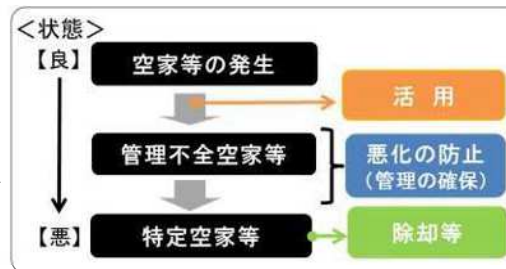 ＜状態＞
【良】
空家等の発生
活 用
管理不全空家等
悪化の防止
（管理の確保）
【悪】
特定空家等
除却等